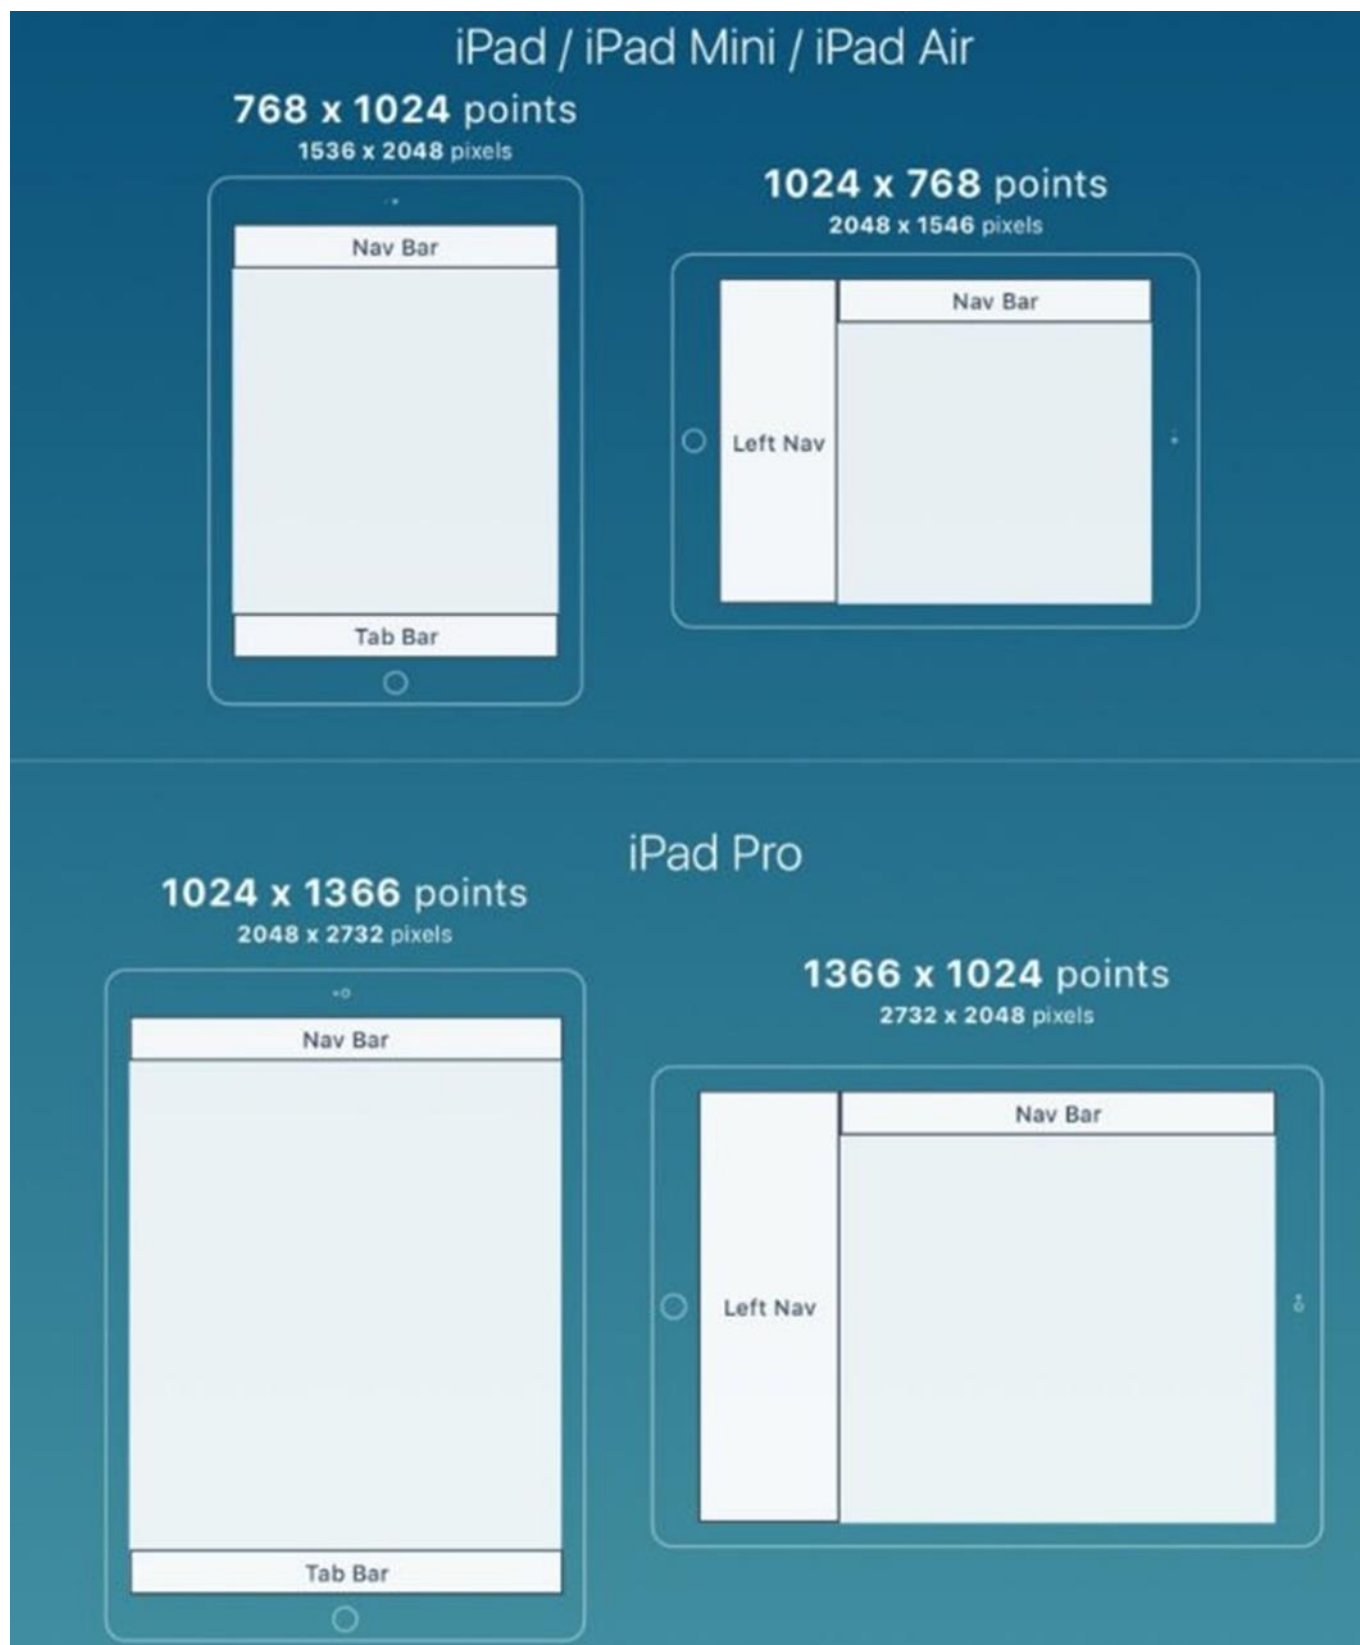 iPad / iPad Mini / iPad Air
768 x 1024 points
1536 x 2048 pixels
Nav Bar
Tab Bar
1024 x 768 points
2048 x 1546 pixels
Nav Bar
Left Nav
iPad Pro
1024 x 1366 points
2048 x 2732 pixels
Nav Bar
Tab Bar
1366 x 1024 points
2732 x 2048 pixels
Nav Bar
Left Nav